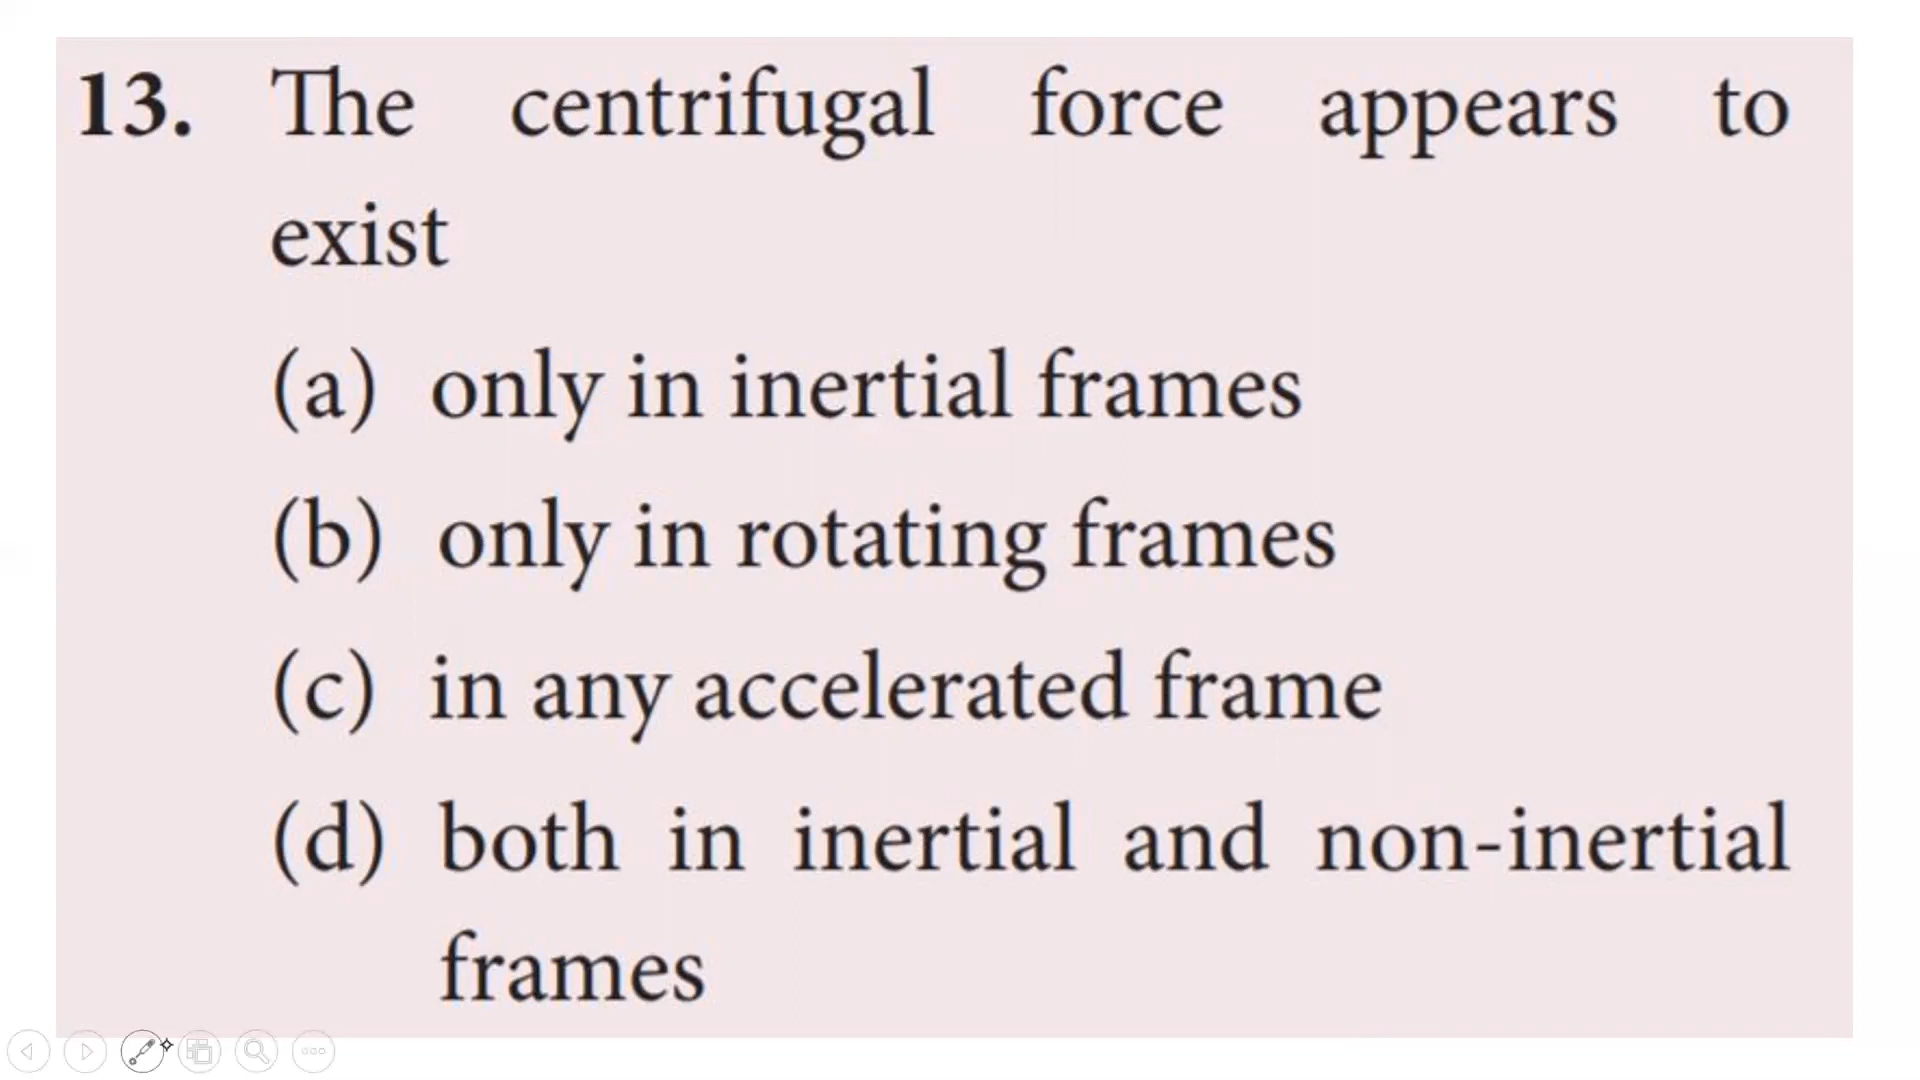 13. The centrifugal force appears to
exist
(a) only in inertial frames
(b) only in rotating frames
(c) in any accelerated frame
(d) both in inertial and non-inertial
frames